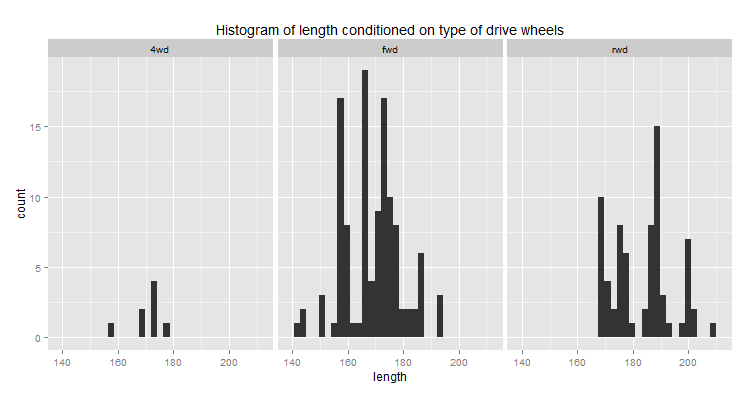 Histogram of length conditioned on type of drive wheels
4wd fwd rwd
15
10
5
0
count
140 160 180 200 140 160 180 200 140 160 180 200
length